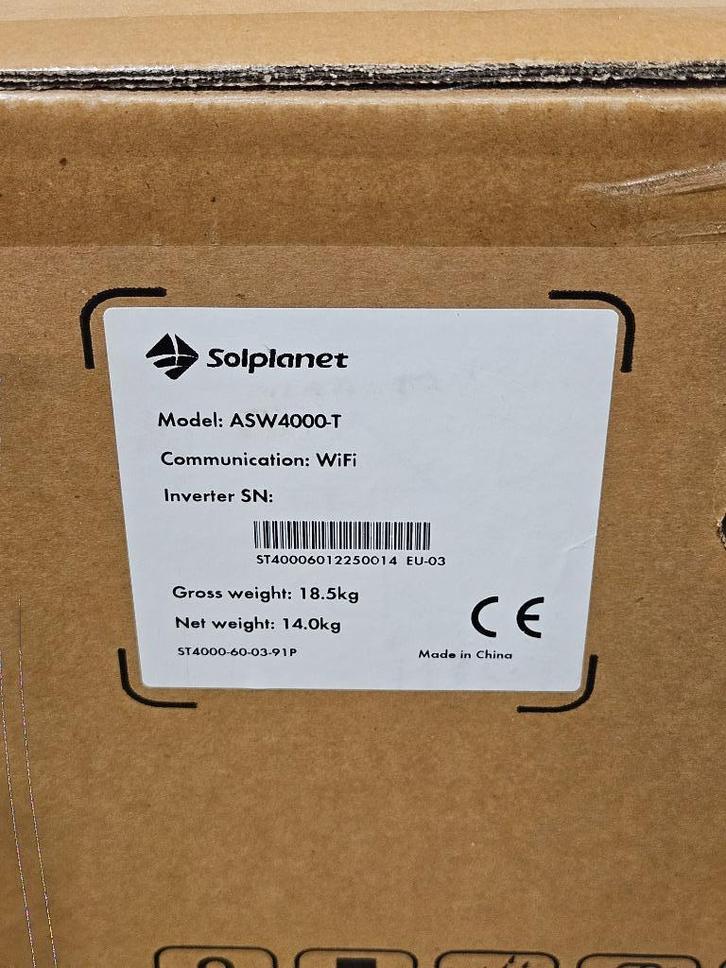 Solplanet
Model: ASW4000-T
Communication: WiFi
Inverter SN:
ST40006012250014 EU-03
Gross weight: 18.5kg
Net weight: 14.0kg
CE
ST4000-60-03-91P
Made in China